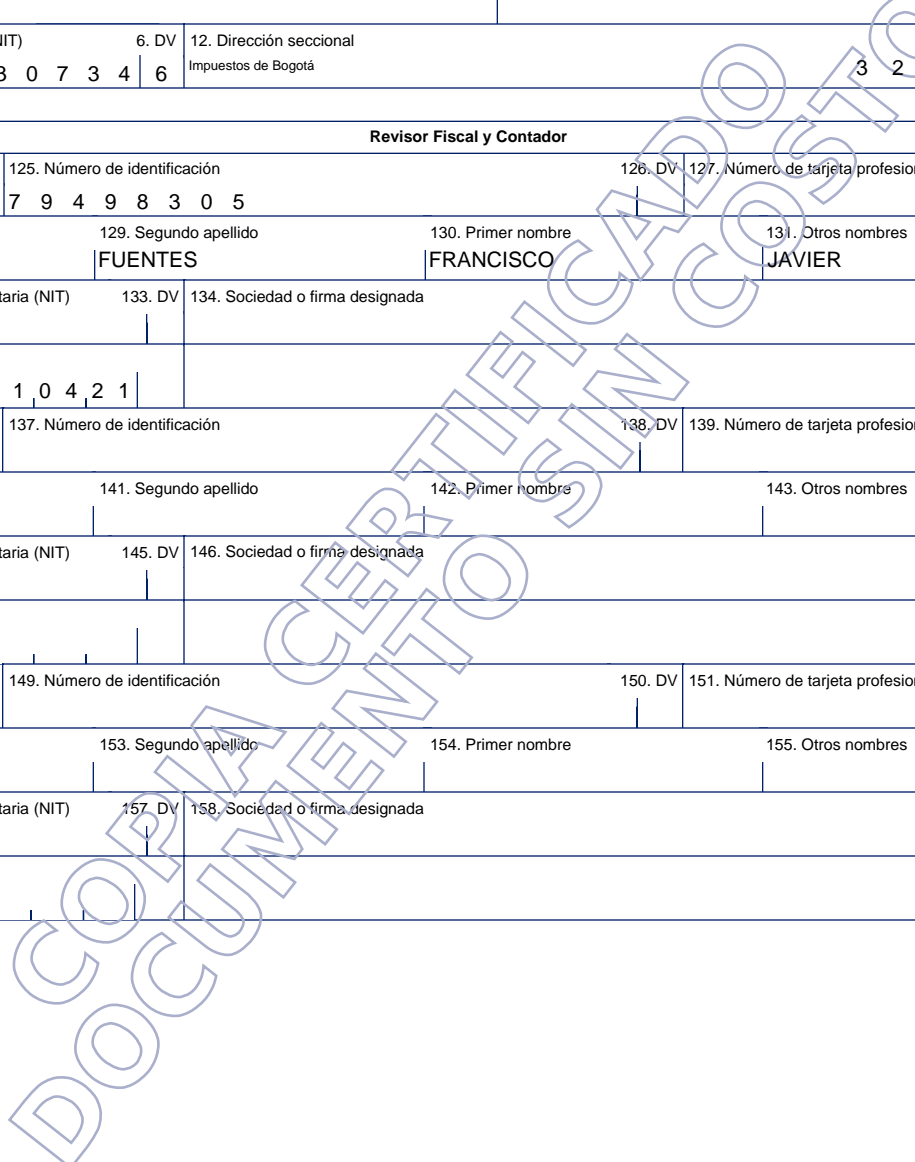 NIT) 6. DV 12. Dirección seccional
3 0 7 3 4 6 Impuestos de Bogotá 3 2
Revisor Fiscal y Contador
125. Número de identificación 126. DV 127. Número de tarjeta profesion
7 9 4 9 8 3 0 5
129. Segundo apellido 130. Primer nombre 131. Otros nombres
FUENTES FRANCISCO JAVIER
taria (NIT) 133. DV 134. Sociedad o firma designada
1 0 4 2 1
137. Número de identificación 138. DV 139. Número de tarjeta profesion
141. Segundo apellido 142. Primer nombre 143. Otros nombres
taria (NIT) 145. DV 146. Sociedad o firma designada
149. Número de identificación 150. DV 151. Número de tarjeta profesion
153. Segundo apellido 154. Primer nombre 155. Otros nombres
taria (NIT) 157. DV 158. Sociedad o firma designada
COPIA CERTIFICADO
DOCUMENTO SIN COSTO